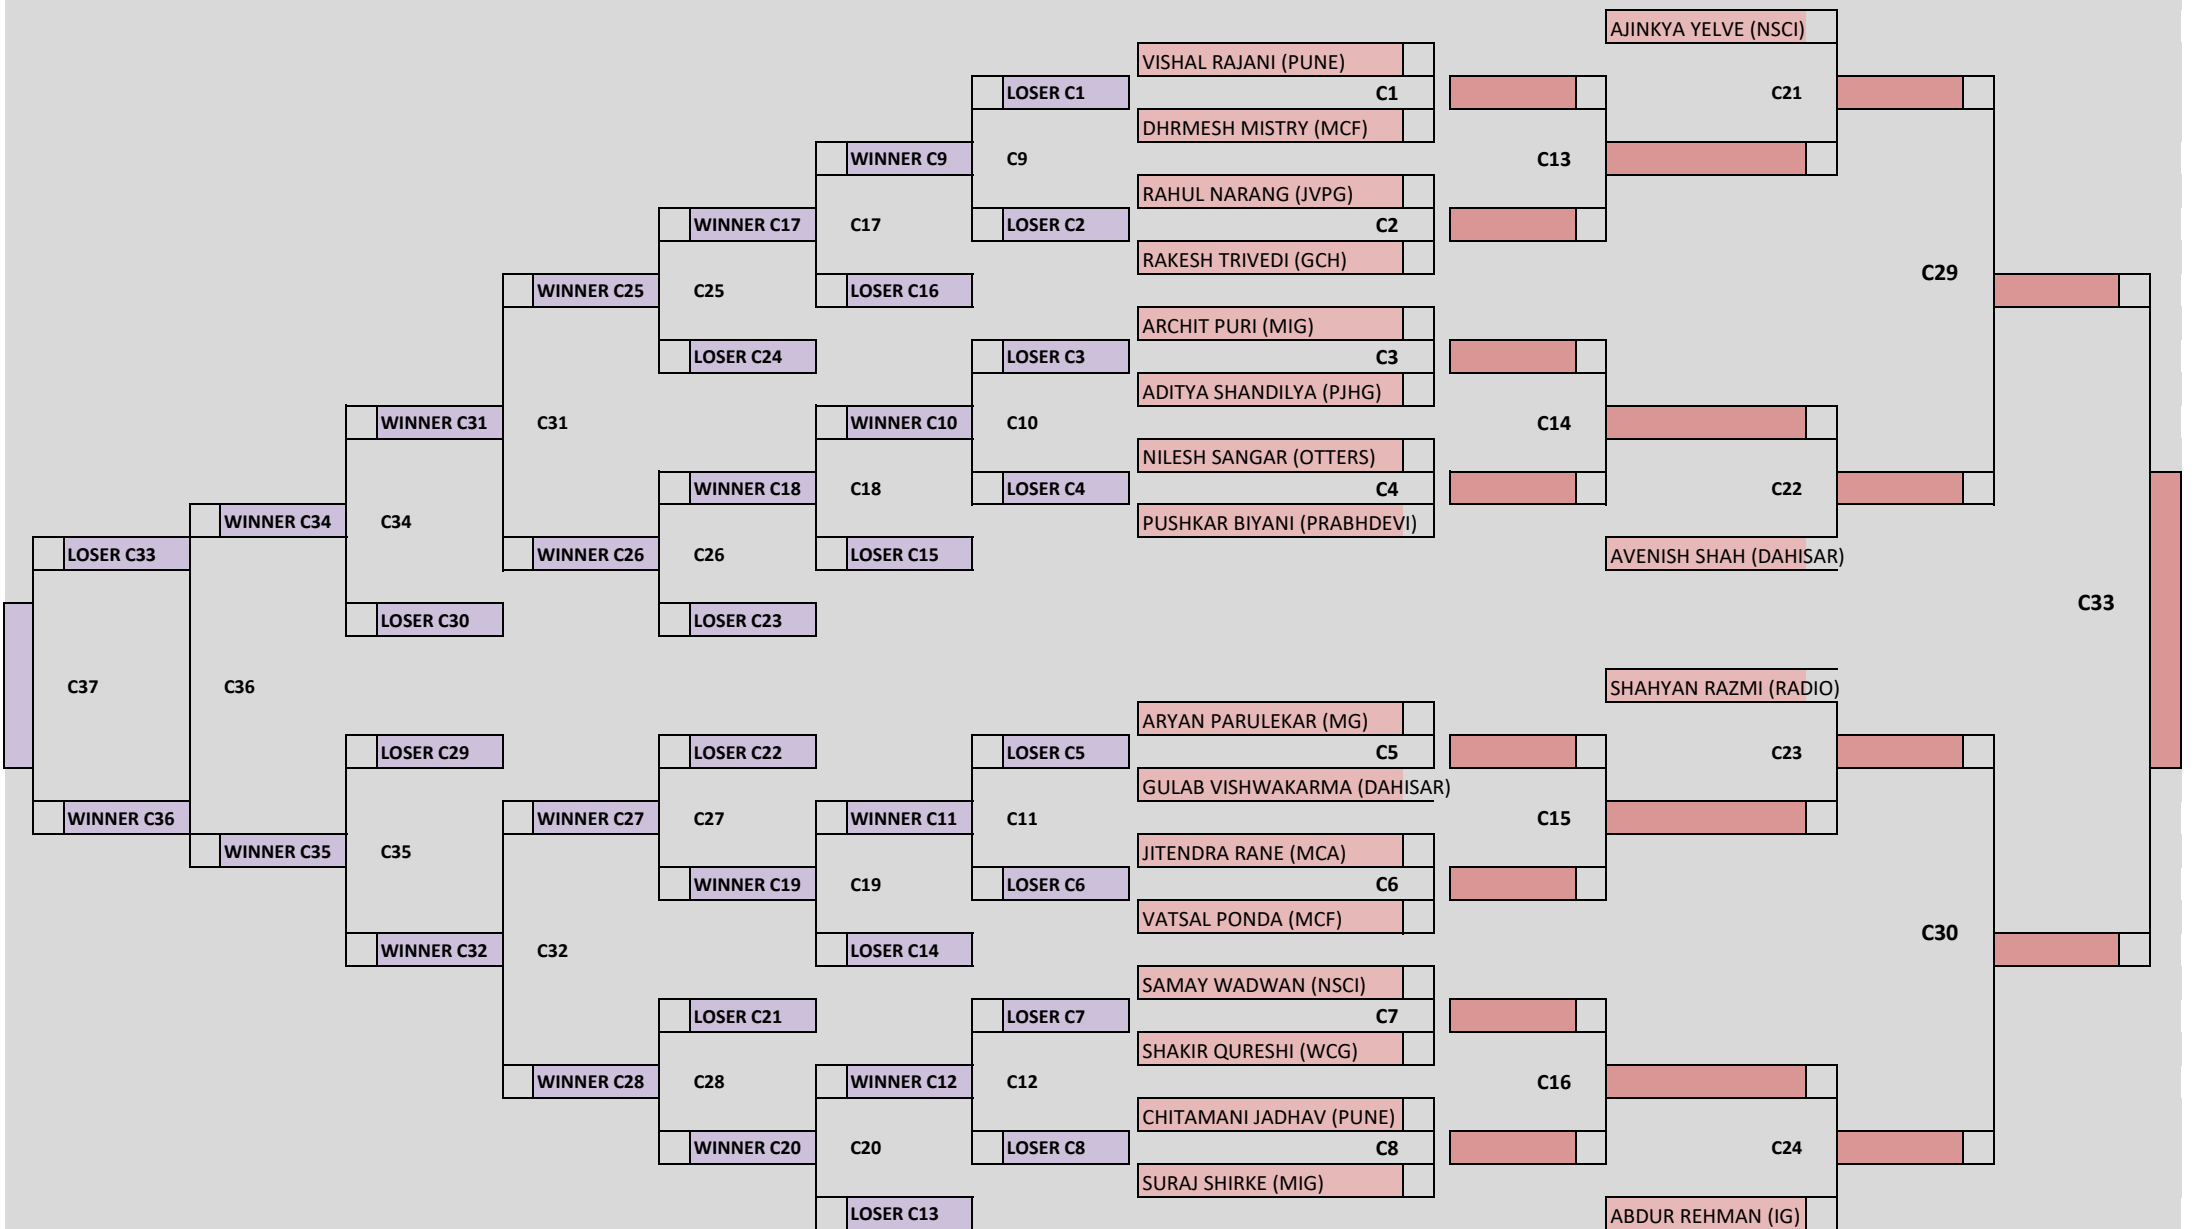 AJINKYA YELVE (NSCI)
VISHAL RAJANI (PUNE)
LOSER C1
C1
C21
DHRMESH MISTRY (MCF)
WINNER C9
C9
C13
RAHUL NARANG (JVPG)
WINNER C17
C17
LOSER C2
C2
RAKESH TRIVEDI (GCH)
C29
WINNER C25
C25
LOSER C16
ARCHIT PURI (MIG)
LOSER C24
LOSER C3
C3
ADITYA SHANDILYA (PJHG)
WINNER C31
C31
WINNER C10
C10
C14
NILESH SANGAR (OTTERS)
WINNER C18
C18
LOSER C4
C4
C22
WINNER C34
C34
PUSHKAR BIYANI (PRABHDEVI)
LOSER C33
WINNER C26
C26
LOSER C15
AVENISH SHAH (DAHISAR)
C33
LOSER C30
LOSER C23
C37
C36
SHAHYAN RAZMI (RADIO)
ARYAN PARULEKAR (MG)
LOSER C29
LOSER C22
LOSER C5
C5
C23
GULAB VISHWAKARMA (DAHISAR)
WINNER C36
WINNER C27
C27
WINNER C11
C11
C15
WINNER C35
C35
JITENDRA RANE (MCA)
WINNER C19
C19
LOSER C6
C6
VATSAL PONDA (MCF)
C30
WINNER C32
C32
LOSER C14
SAMAY WADWAN (NSCI)
LOSER C21
LOSER C7
C7
SHAKIR QURESHI (WCG)
WINNER C28
C28
WINNER C12
C12
C16
CHITAMANI JADHAV (PUNE)
WINNER C20
C20
LOSER C8
C8
C24
SURAJ SHIRKE (MIG)
LOSER C13
ABDUR REHMAN (IG)